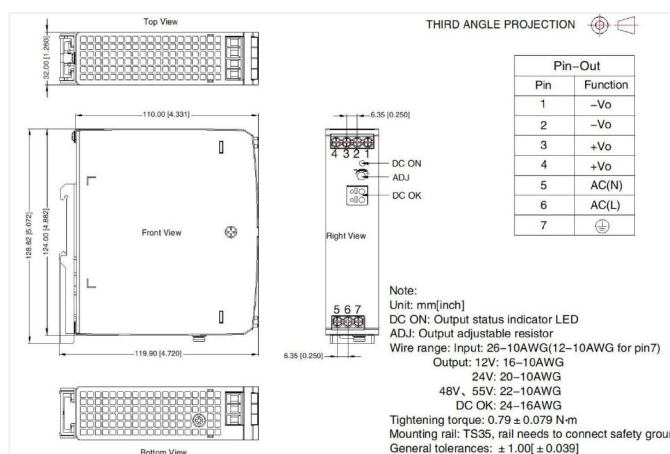 Top View
THIRD ANGLE PROJECTION
32.00 [1.260]
Pin-Out
Pin Function
1 -Vo
2 -Vo
3 +Vo
4 +Vo
5 AC(N)
6 AC(L)
7
110.00 [4.331]
6.35 [0.250]
4 3 2 1
DC ON
ADJ
DC OK
128.82 [5.072]
124.00 [4.882]
Front View
Right View
5 6 7
6.35 [0.250]
119.90 [4.720]
Note:
Unit: mm[inch]
DC ON: Output status indicator LED
ADJ: Output adjustable resistor
Wire range: Input: 26-10AWG(12-10AWG for pin7)
Output: 12V: 16-10AWG
24V: 20-10AWG
48V、55V: 22-10AWG
DC OK: 24-16AWG
Tightening torque: 0.79 ± 0.079 N·m
Mounting rail: TS35, rail needs to connect safety groun
General tolerances: ± 1.00[ ± 0.039]
Bottom View